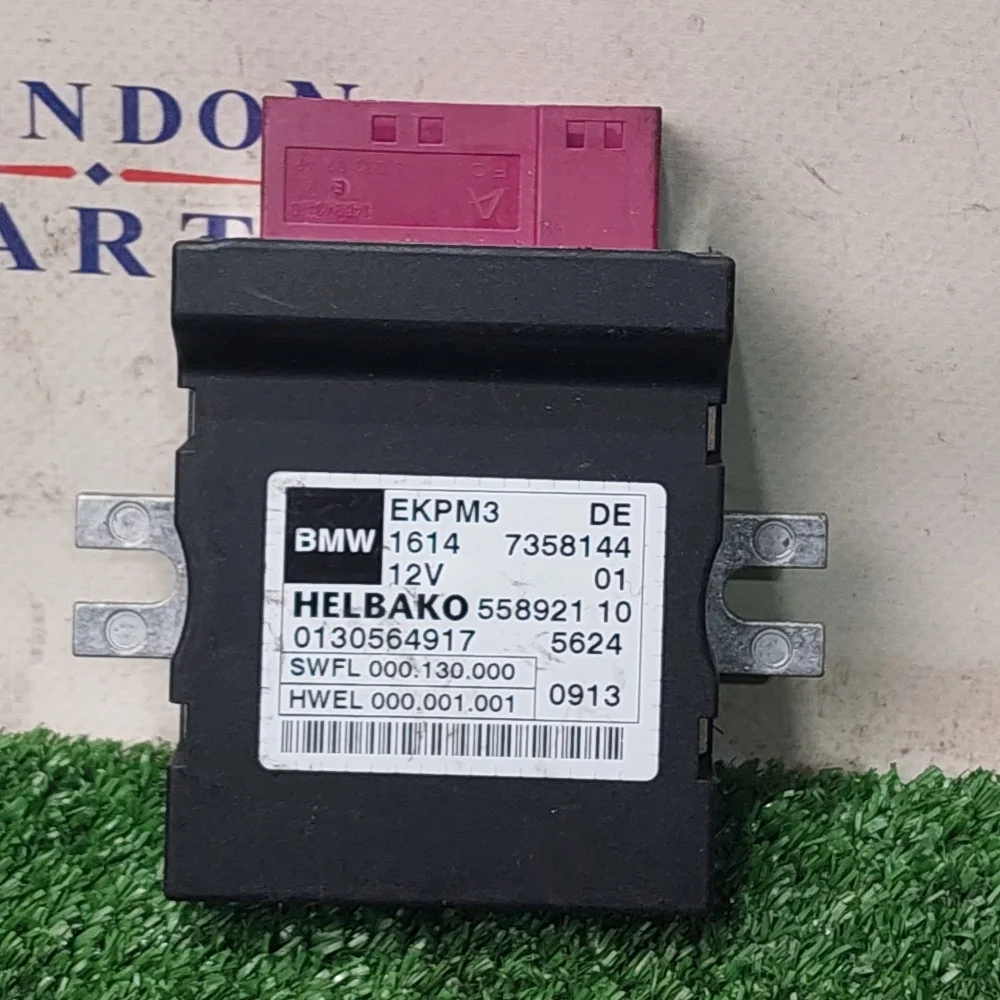 NDON
ART
A
BMW
EKPM3 DE
1614 7358144
12V 01
HELBAKO 558921 10
0130564917 5624
SWFL 000.130.000
HWEL 000.001.001
0913